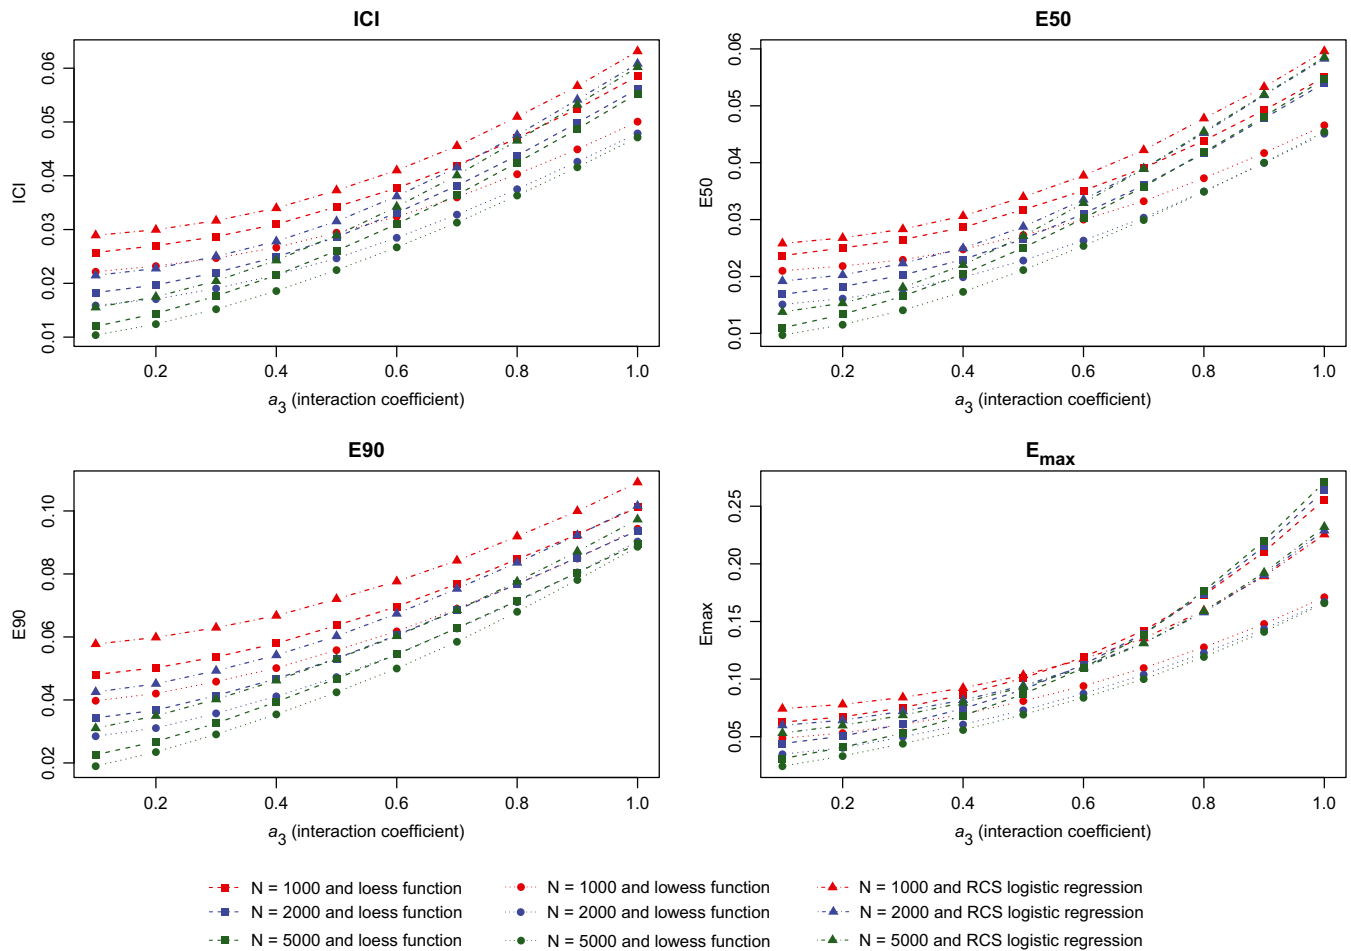 ICI
ICI
0.06
0.05
0.04
0.03
0.02
0.01
0.2 0.4 0.6 0.8 1.0
a3 (interaction coefficient)
E50
E50
0.06
0.05
0.04
0.03
0.02
0.01
0.2 0.4 0.6 0.8 1.0
a3 (interaction coefficient)
E90
E90
0.10
0.08
0.06
0.04
0.02
0.2 0.4 0.6 0.8 1.0
a3 (interaction coefficient)
Emax
Emax
0.25
0.20
0.15
0.10
0.05
0.2 0.4 0.6 0.8 1.0
a3 (interaction coefficient)
N = 1000 and loess function N = 1000 and lowess function N = 1000 and RCS logistic regression
N = 2000 and loess function N = 2000 and lowess function N = 2000 and RCS logistic regression
N = 5000 and loess function N = 5000 and lowess function N = 5000 and RCS logistic regression